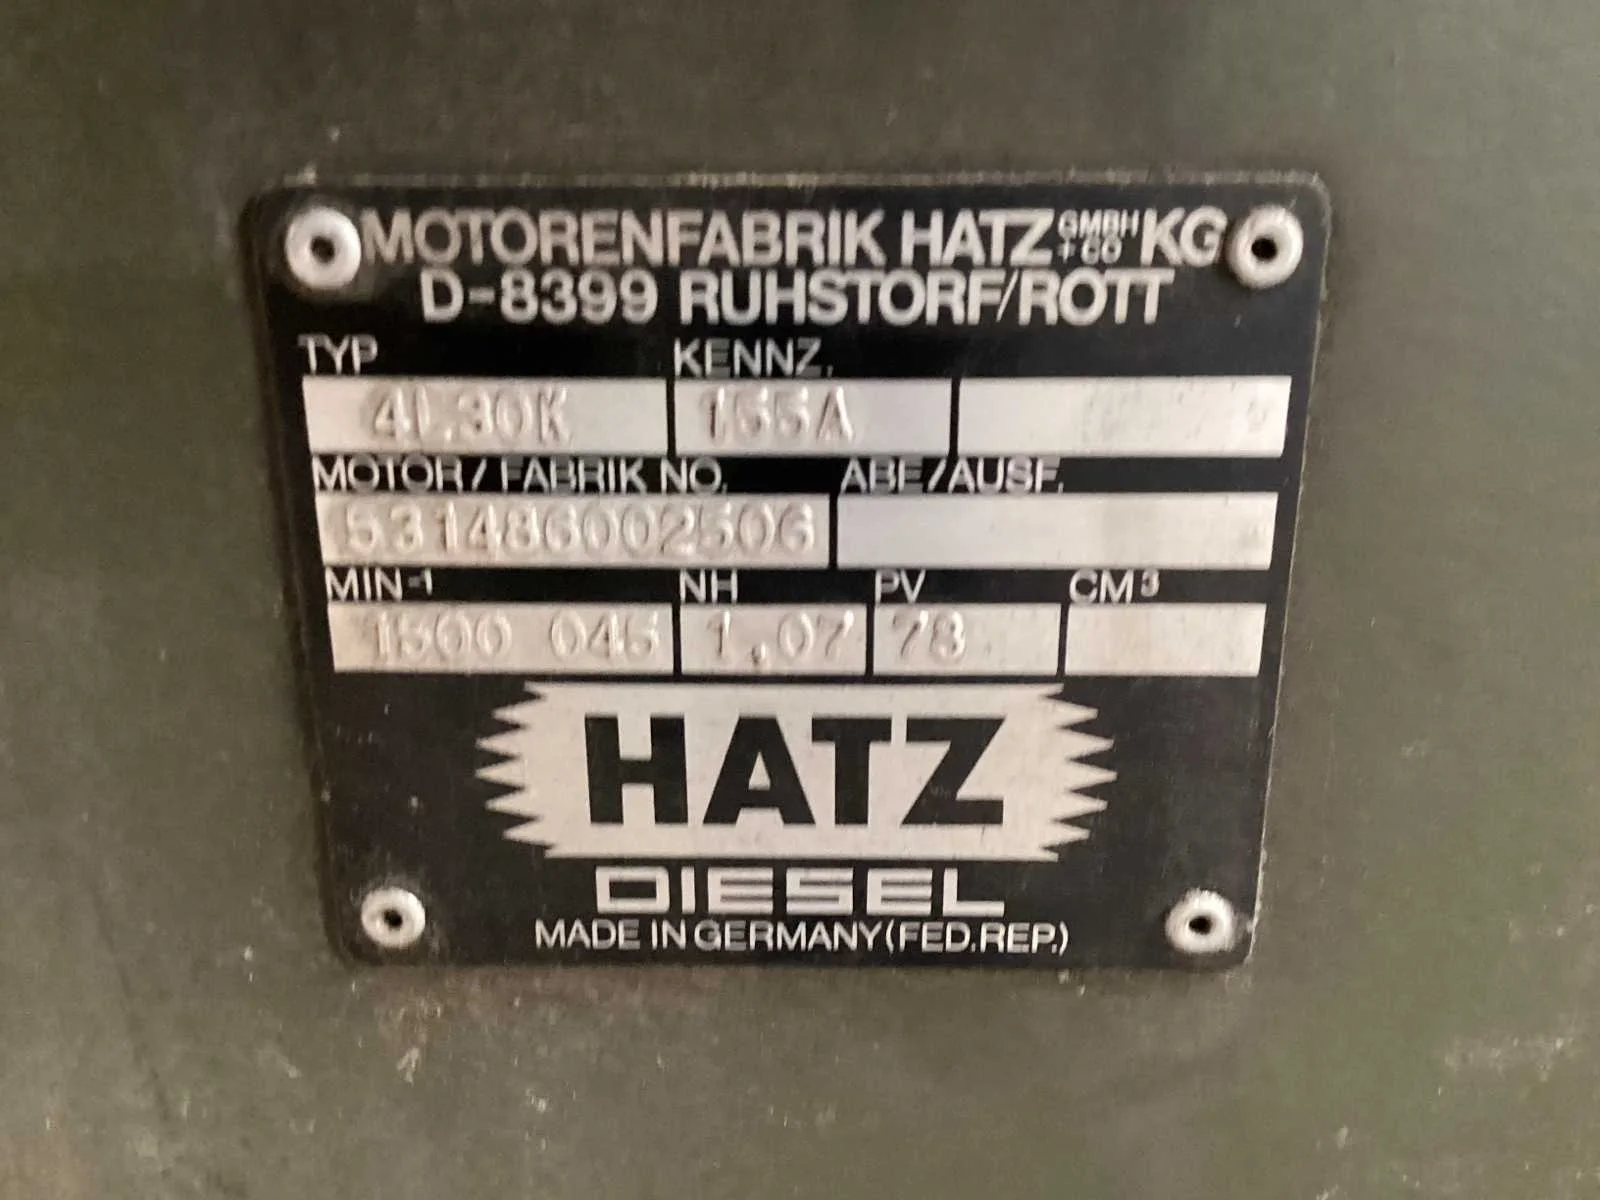 MOTORENFABRIK HATZ GMBH + CO KG
D-8399 RUHSTORF/ROTT
TYP KENNZ.
4L30K 155A
MOTOR/FABRIK NO. ABE/AUSF.
531486002506
MIN-1 NH PV CM³
1500 045 1,07 78
HATZ
DIESEL
MADE IN GERMANY (FED.REP.)